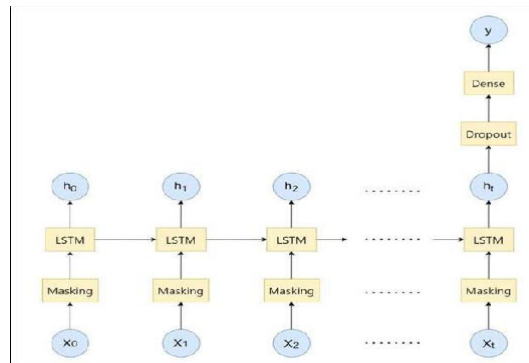 y
Dense
Dropout
h₀ h₁ h₂ ........ hₜ
LSTM LSTM LSTM ........ LSTM
Masking Masking Masking ........ Masking
X₀ X₁ X₂ ........ Xₜ